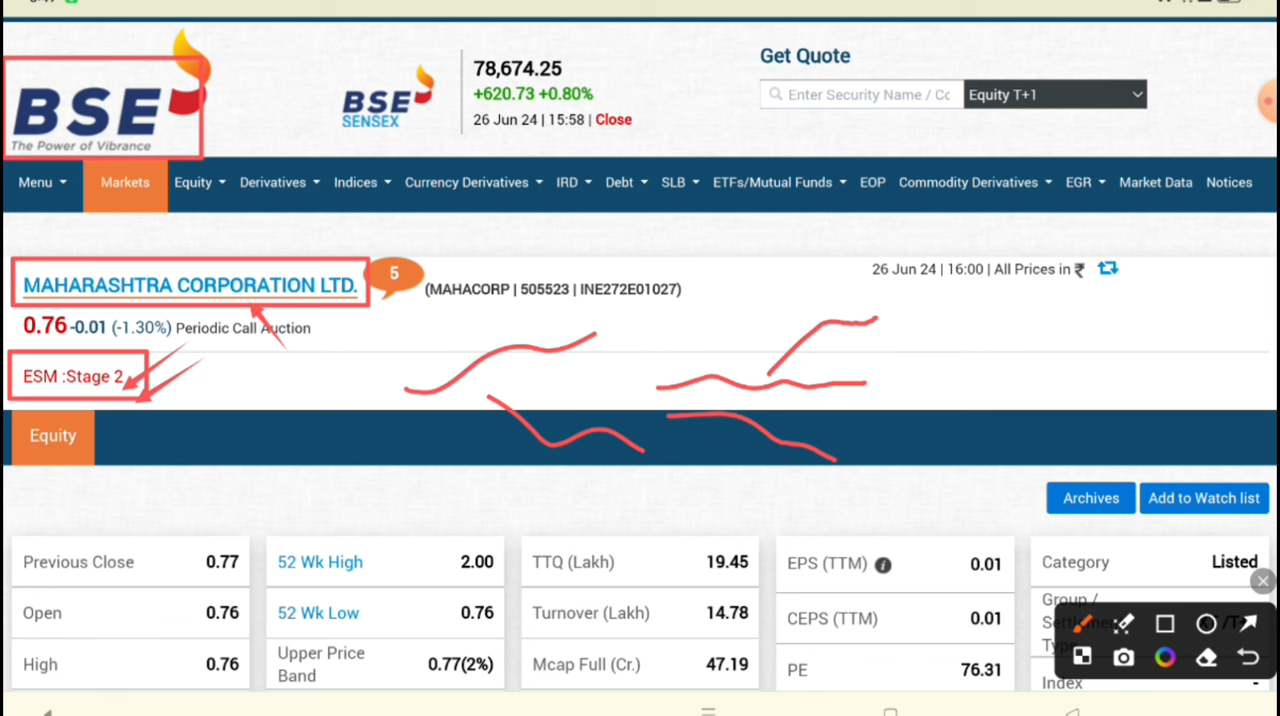 BSE
The Power of Vibrance
BSE
SENSEX
78,674.25
+620.73 +0.80%
26 Jun 24 | 15:58 | Close
Get Quote
Enter Security Name / Cc
Equity T+1
Menu
Markets
Equity
Derivatives
Indices
Currency Derivatives
IRD
Debt
SLB
ETFs/Mutual Funds
EOP
Commodity Derivatives
EGR
Market Data
Notices
MAHARASHTRA CORPORATION LTD.
5
(MAHACORP | 505523 | INE272E01027)
26 Jun 24 | 16:00 | All Prices in ₹
0.76 -0.01 (-1.30%) Periodic Call Auction
ESM :Stage 2
Equity
Archives
Add to Watch list
Previous Close 0.77
Open 0.76
High 0.76
52 Wk High 2.00
52 Wk Low 0.76
Upper Price
Band 0.77(2%)
TTQ (Lakh) 19.45
Turnover (Lakh) 14.78
Mcap Full (Cr.) 47.19
EPS (TTM) 0.01
CEPS (TTM) 0.01
PE 76.31
Category Listed
Group /
Settlement
Type
Index -